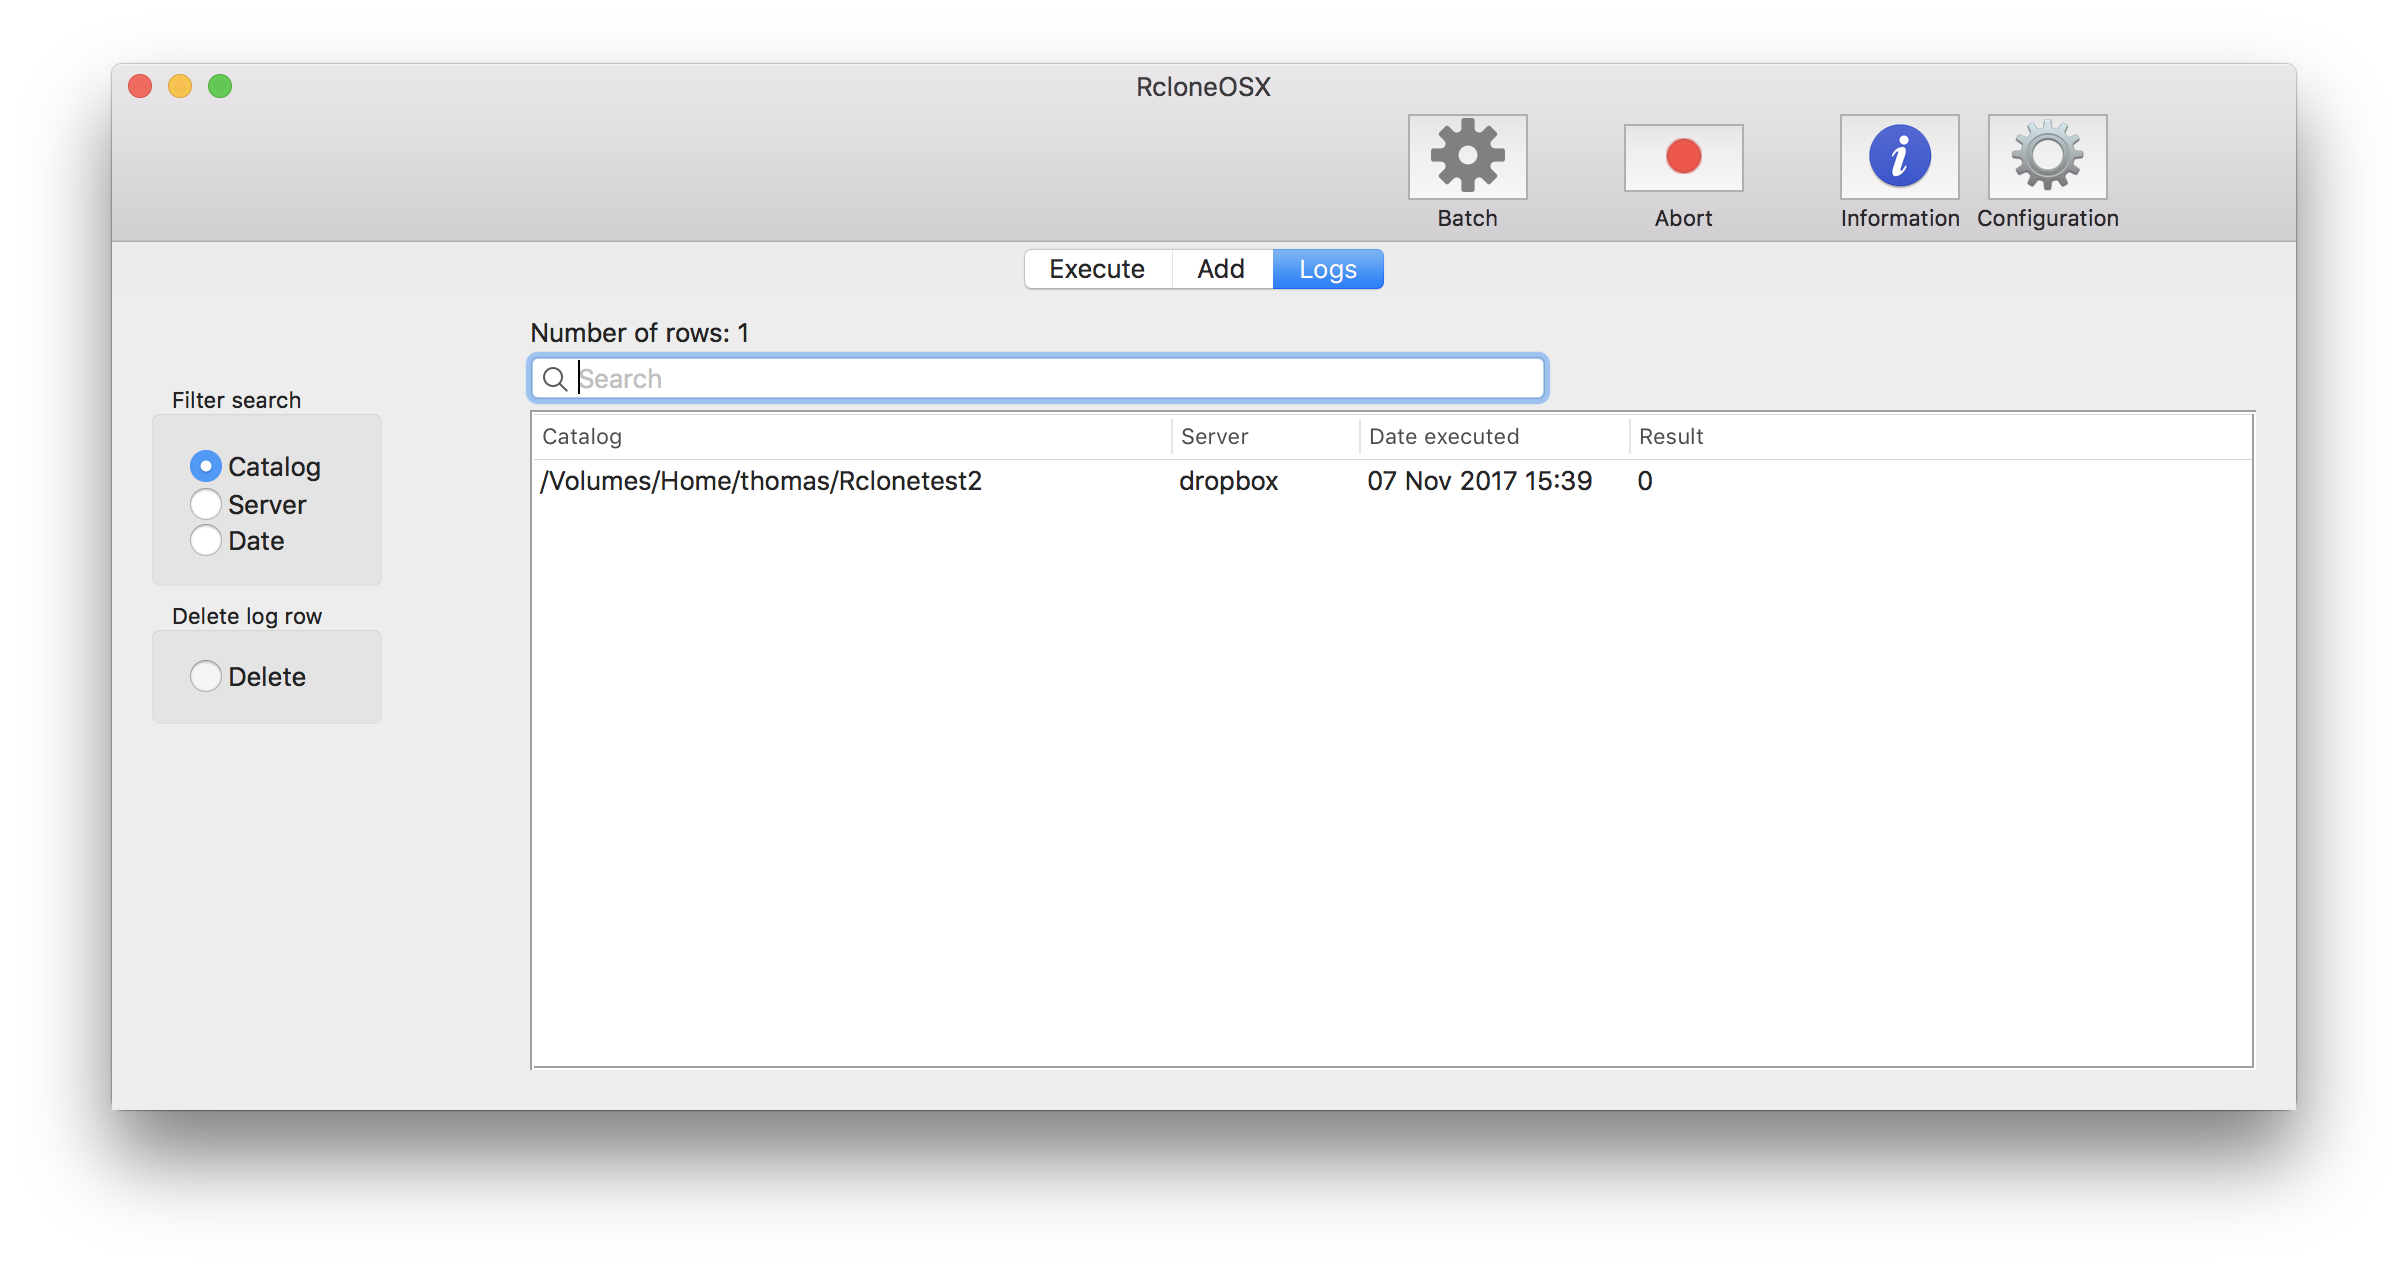 RcloneOSX
Batch Abort Information Configuration
Execute Add Logs
Number of rows: 1
Search
Filter search
Catalog
Server
Date
Delete log row
Delete
Catalog Server Date executed Result
/Volumes/Home/thomas/Rclonetest2 dropbox 07 Nov 2017 15:39 0